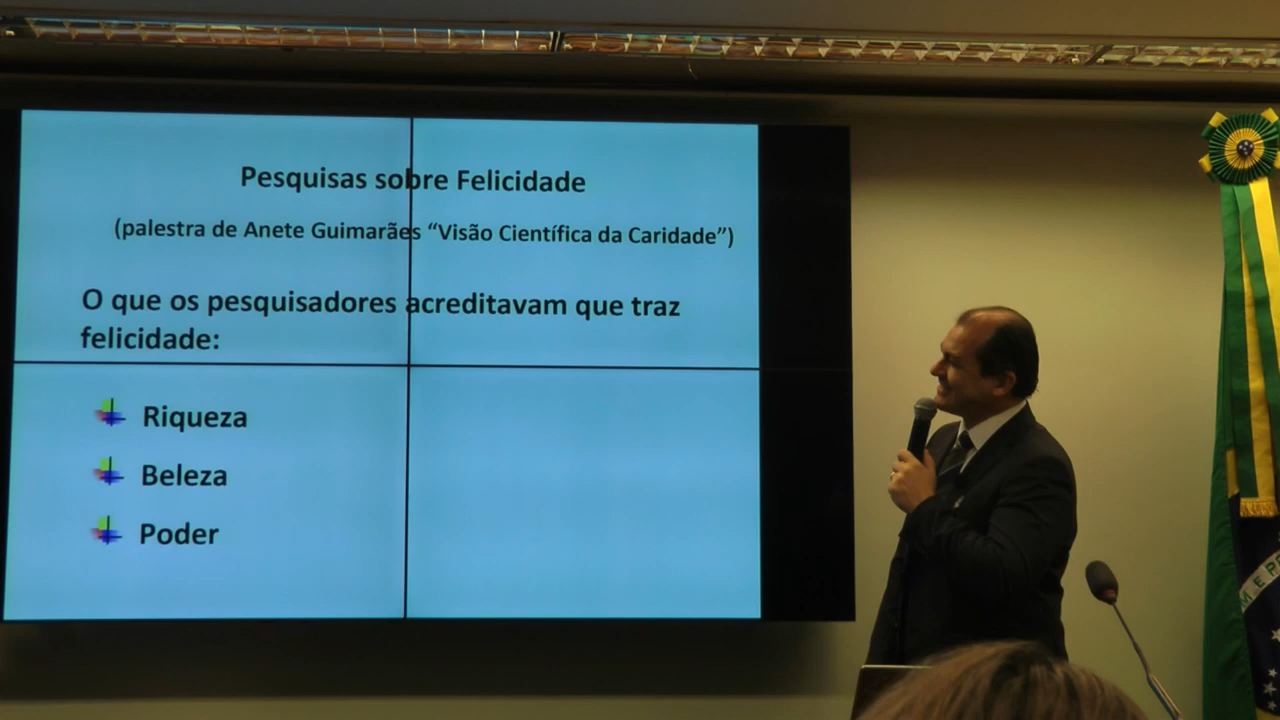 Pesquisas sobre Felicidade
(palestra de Anete Guimarães “Visão Científica da Caridade”)
O que os pesquisadores acreditavam que traz
felicidade:
Riqueza
Beleza
Poder
M E P